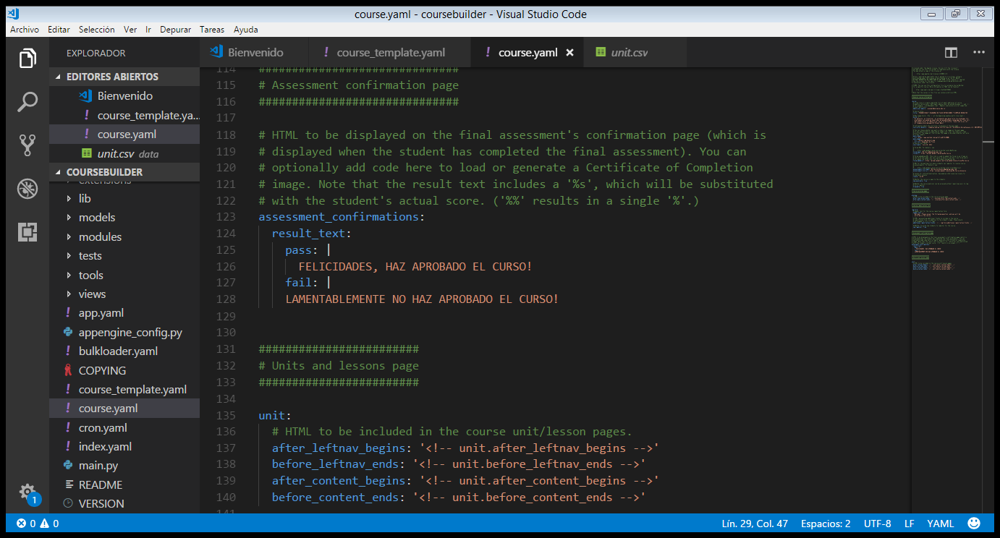 course.yaml - coursebuilder - Visual Studio Code
Archivo Editar Selección Ver Ir Depurar Tareas Ayuda
EXPLORADOR
EDITORES ABIERTOS
Bienvenido
course_template.ya...
course.yaml
unit.csv data
COURSEBUILDER
extensions
lib
models
modules
tests
tools
views
app.yaml
appengine_config.py
bulkloader.yaml
COPYING
course_template.yaml
course.yaml
cron.yaml
index.yaml
main.py
README
VERSION
1
Bienvenido course_template.yaml course.yaml unit.csv
114 ##############################
115 # Assessment confirmation page
116 ##############################
117
118 # HTML to be displayed on the final assessment's confirmation page (which is
119 # displayed when the student has completed the final assessment). You can
120 # optionally add code here to load or generate a Certificate of Completion
121 # image. Note that the result text includes a '%s', which will be substituted
122 # with the student's actual score. ('%%' results in a single '%'.)
123 assessment_confirmations:
124 result_text:
125 pass: |
126 FELICIDADES, HAZ APROBADO EL CURSO!
127 fail: |
128 LAMENTABLEMENTE NO HAZ APROBADO EL CURSO!
129
130
131 ########################
132 # Units and lessons page
133 ########################
134
135 unit:
136 # HTML to be included in the course unit/lesson pages.
137 after_leftnav_begins: '<!-- unit.after_leftnav_begins -->'
138 before_leftnav_ends: '<!-- unit.before_leftnav_ends -->'
139 after_content_begins: '<!-- unit.after_content_begins -->'
140 before_content_ends: '<!-- unit.before_content_ends -->'
141
0 0 Lín. 29, Col. 47 Espacios: 2 UTF-8 LF YAML